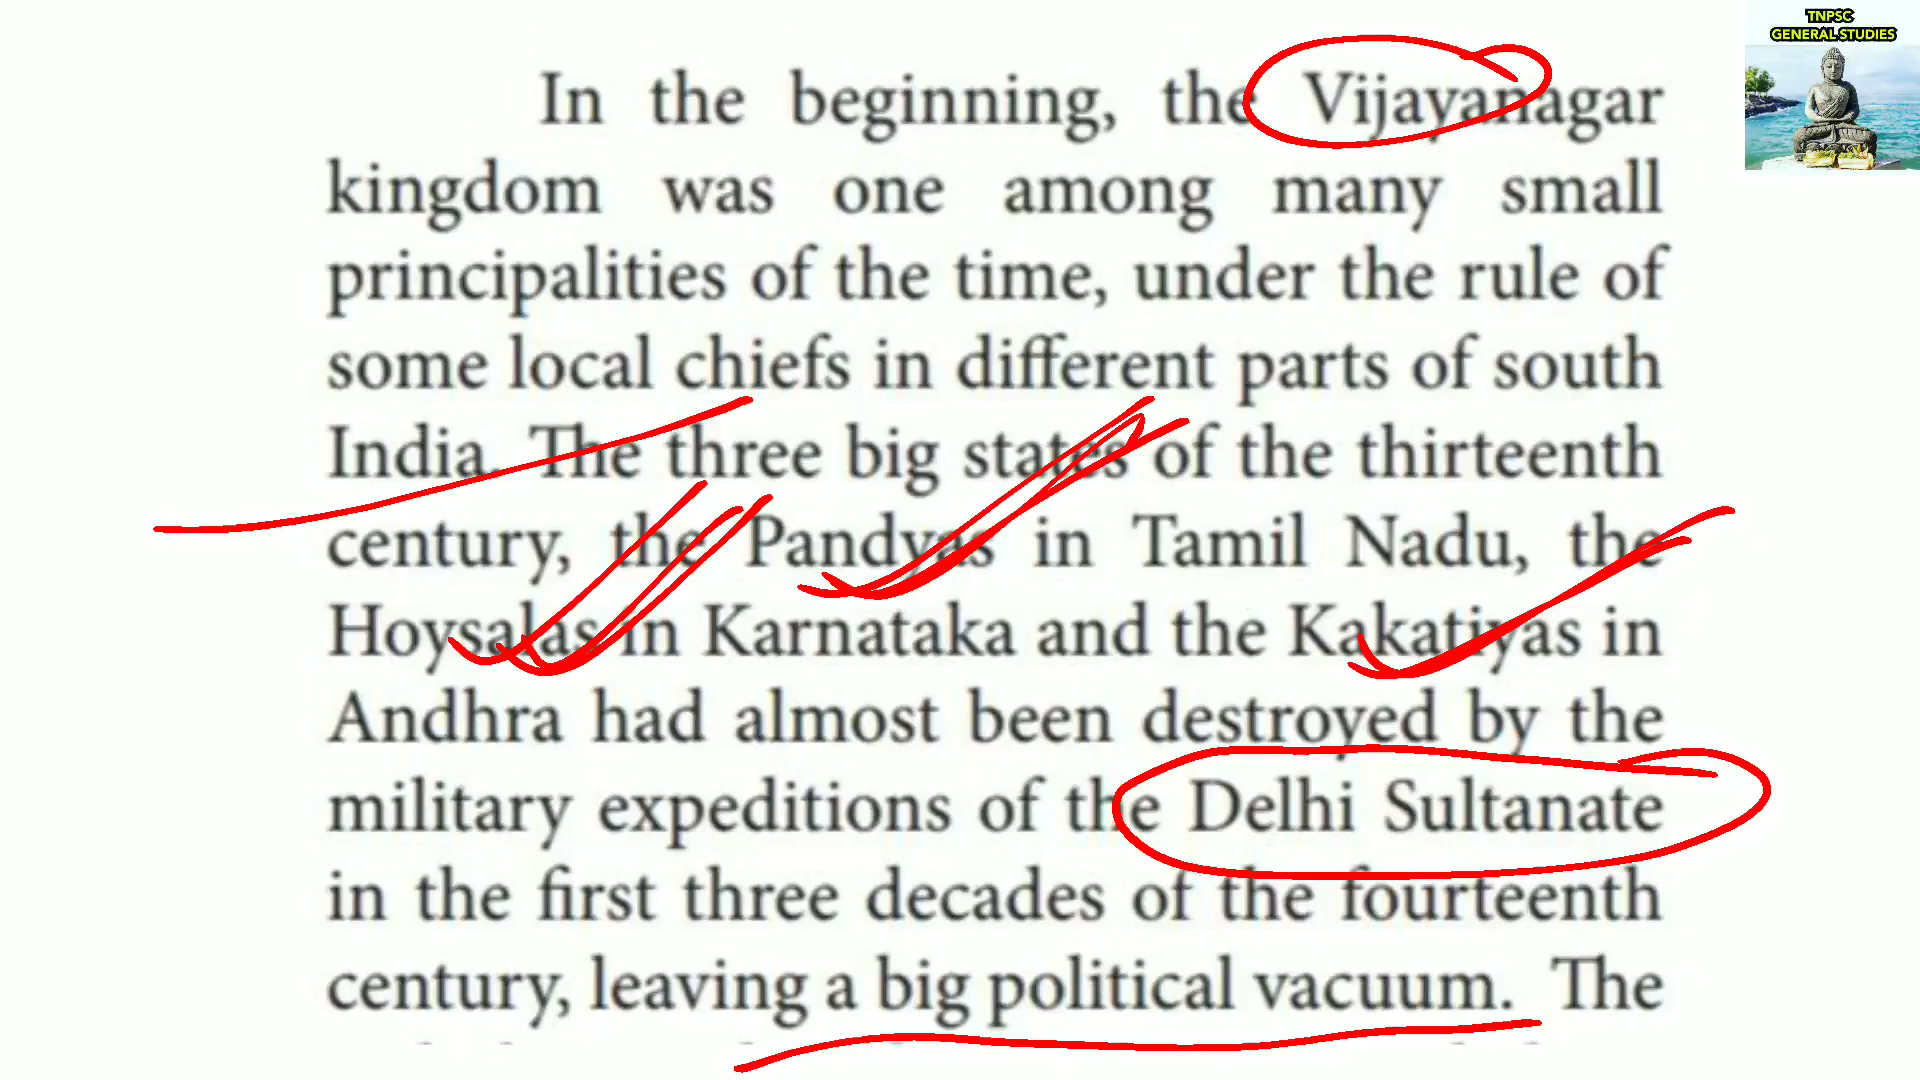 TNPSC
GENERAL STUDIES
In the beginning, the Vijayanagar
kingdom was one among many small
principalities of the time, under the rule of
some local chiefs in different parts of south
India. The three big states of the thirteenth
century, the Pandyas in Tamil Nadu, the
Hoysalas in Karnataka and the Kakatiyas in
Andhra had almost been destroyed by the
military expeditions of the Delhi Sultanate
in the first three decades of the fourteenth
century, leaving a big political vacuum. The